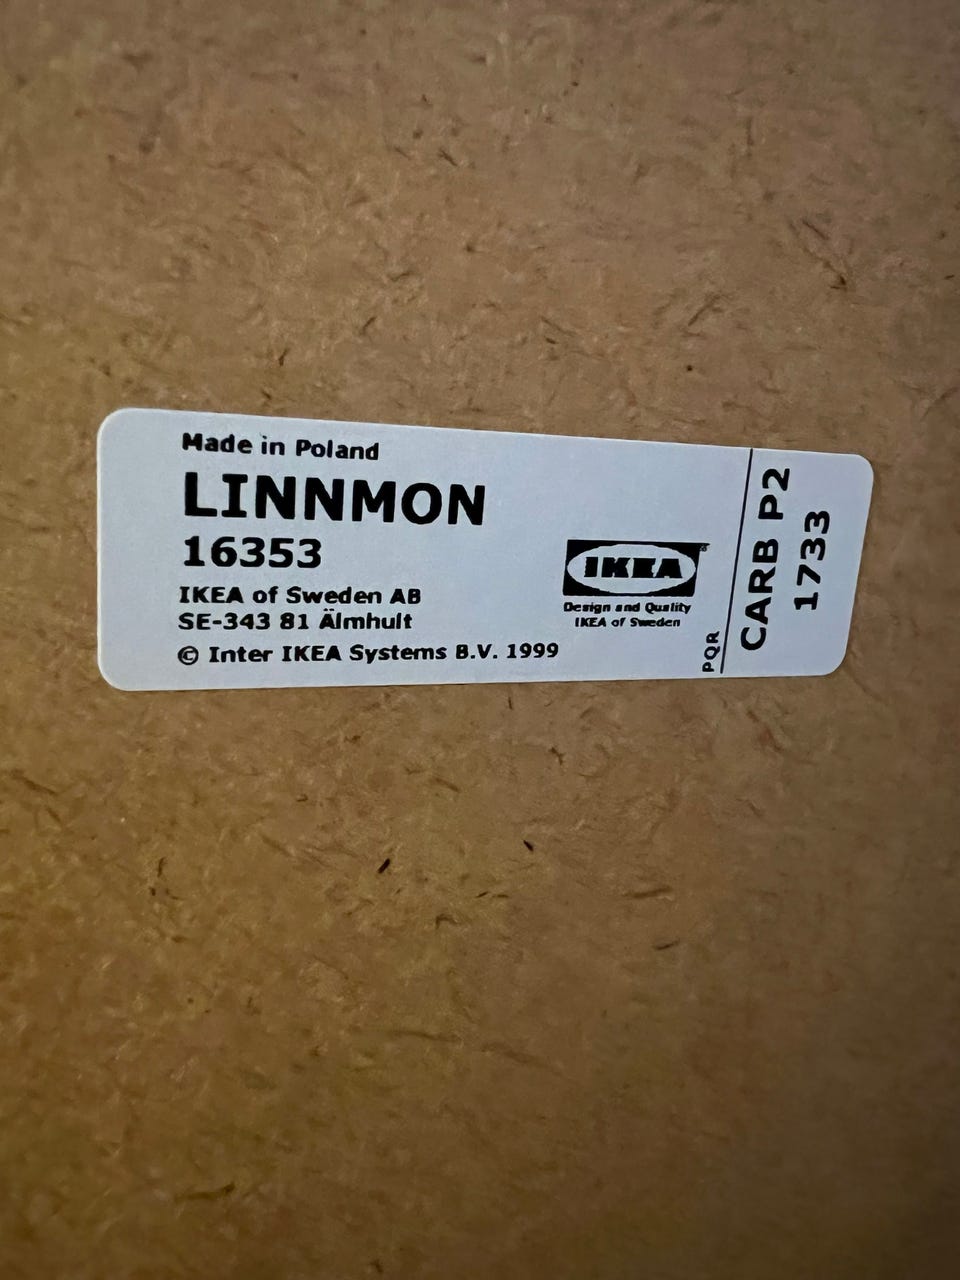 Made in Poland
LINNMON
16353
IKEA of Sweden AB
SE-343 81 Älmhult
© Inter IKEA Systems B.V. 1999
IKEA®
Design and Quality
IKEA of Sweden
PQR
CARB P2
1733